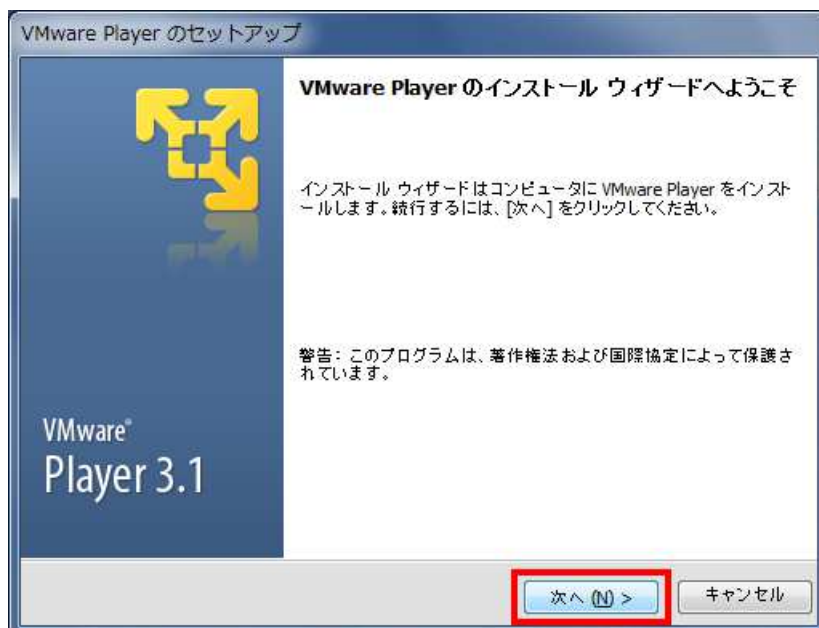 VMware Player のセットアップ
VMware Player のインストール ウィザードへようこそ
インストール ウィザードはコンピュータに VMware Player をインスト
ールします。続行するには、[次へ] をクリックしてください。
警告: このプログラムは、著作権法および国際協定によって保護さ
れています。
VMware®
Player 3.1
次へ (N) >
キャンセル